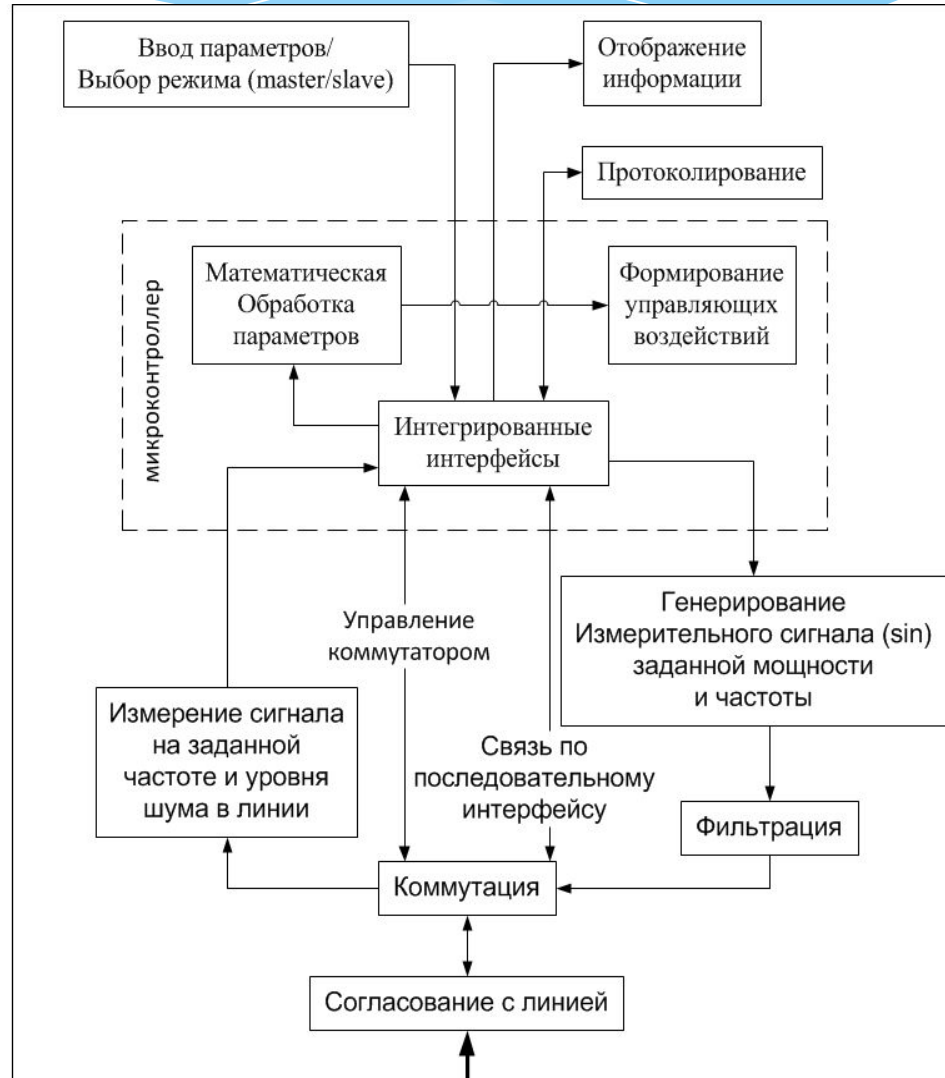 Ввод параметров/
Выбор режима (master/slave)
Отображение
информации
Протоколирование
микроконтроллер
Математическая
Обработка
параметров
Формирование
управляющих
воздействий
Интегрированные
интерфейсы
Управление
коммутатором
Генерирование
Измерительного сигнала (sin)
заданной мощности
и частоты
Измерение сигнала
на заданной
частоте и уровня
шума в линии
Связь по
последовательному
интерфейсу
Фильтрация
Коммутация
Согласование с линией